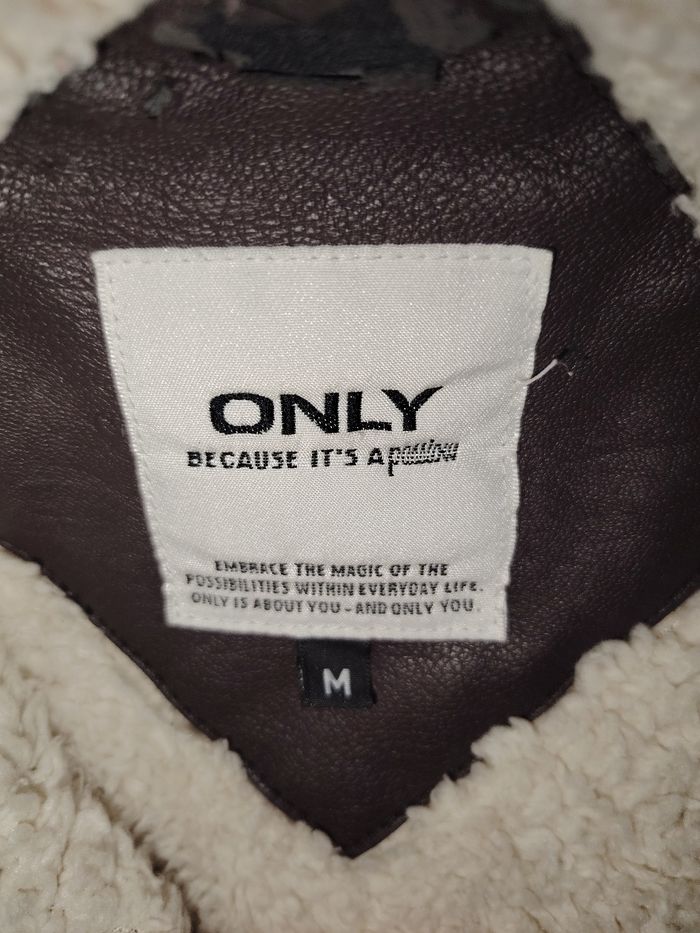 ONLY
BECAUSE IT'S A passion
EMBRACE THE MAGIC OF THE
POSSIBILITIES WITHIN EVERYDAY LIFE.
ONLY IS ABOUT YOU - AND ONLY YOU.
M